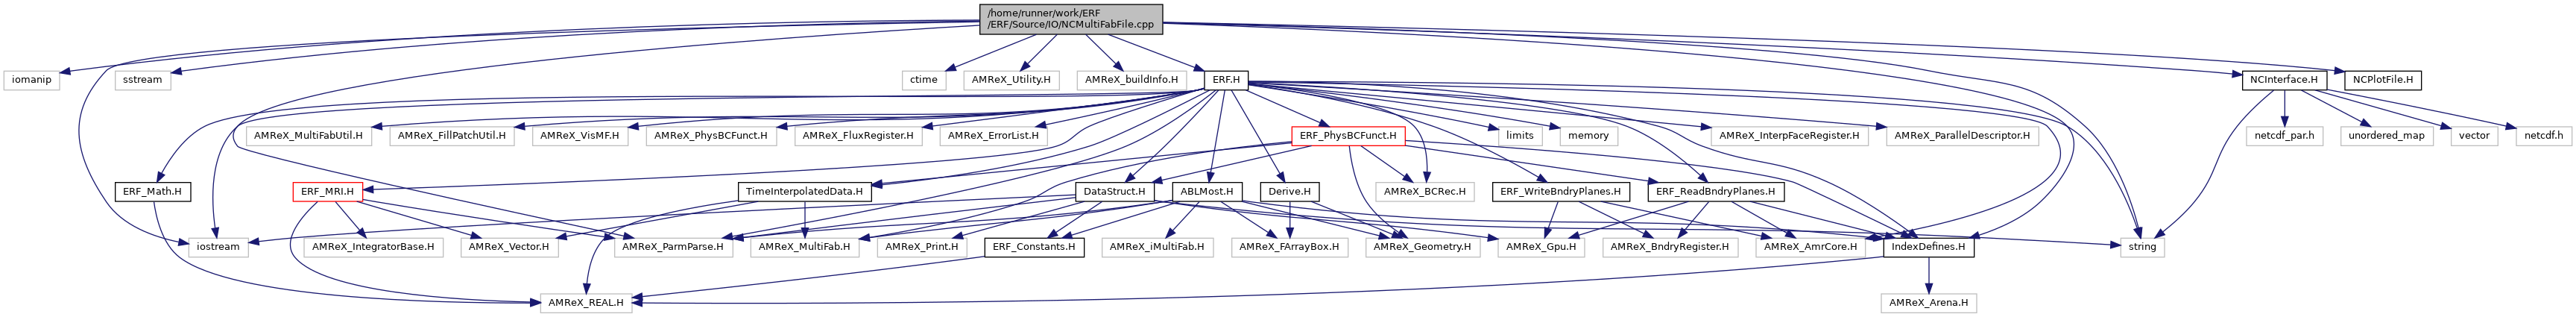 /home/runner/work/ERF
/ERF/Source/IO/NCMultiFabFile.cpp
iomanip
sstream
ctime
AMReX_Utility.H
AMReX_buildInfo.H
ERF.H
NCInterface.H
NCPlotFile.H
AMReX_MultiFabUtil.H
AMReX_FillPatchUtil.H
AMReX_VisMF.H
AMReX_PhysBCFunct.H
AMReX_FluxRegister.H
AMReX_ErrorList.H
ERF_PhysBCFunct.H
limits
memory
AMReX_InterpFaceRegister.H
AMReX_ParallelDescriptor.H
netcdf_par.h
unordered_map
vector
netcdf.h
ERF_Math.H
ERF_MRI.H
TimeInterpolatedData.H
DataStruct.H
ABLMost.H
Derive.H
AMReX_BCRec.H
ERF_WriteBndryPlanes.H
ERF_ReadBndryPlanes.H
iostream
AMReX_IntegratorBase.H
AMReX_Vector.H
AMReX_ParmParse.H
AMReX_MultiFab.H
AMReX_Print.H
ERF_Constants.H
AMReX_iMultiFab.H
AMReX_FArrayBox.H
AMReX_Geometry.H
AMReX_Gpu.H
AMReX_BndryRegister.H
AMReX_AmrCore.H
IndexDefines.H
string
AMReX_REAL.H
AMReX_Arena.H